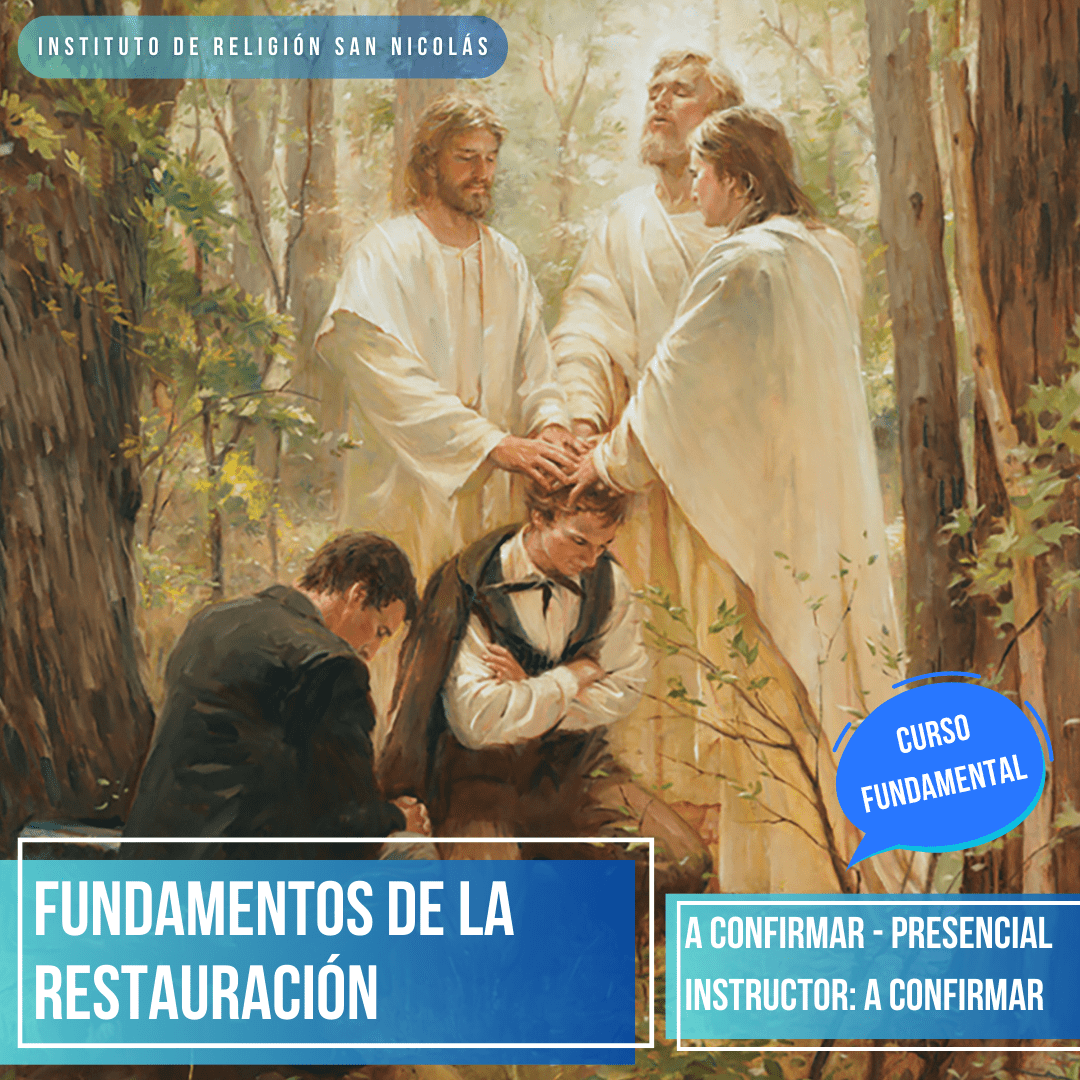 INSTITUTO DE RELIGIÓN SAN NICOLÁS
CURSO
FUNDAMENTAL
FUNDAMENTOS DE LA
RESTAURACIÓN
A CONFIRMAR - PRESENCIAL
INSTRUCTOR: A CONFIRMAR